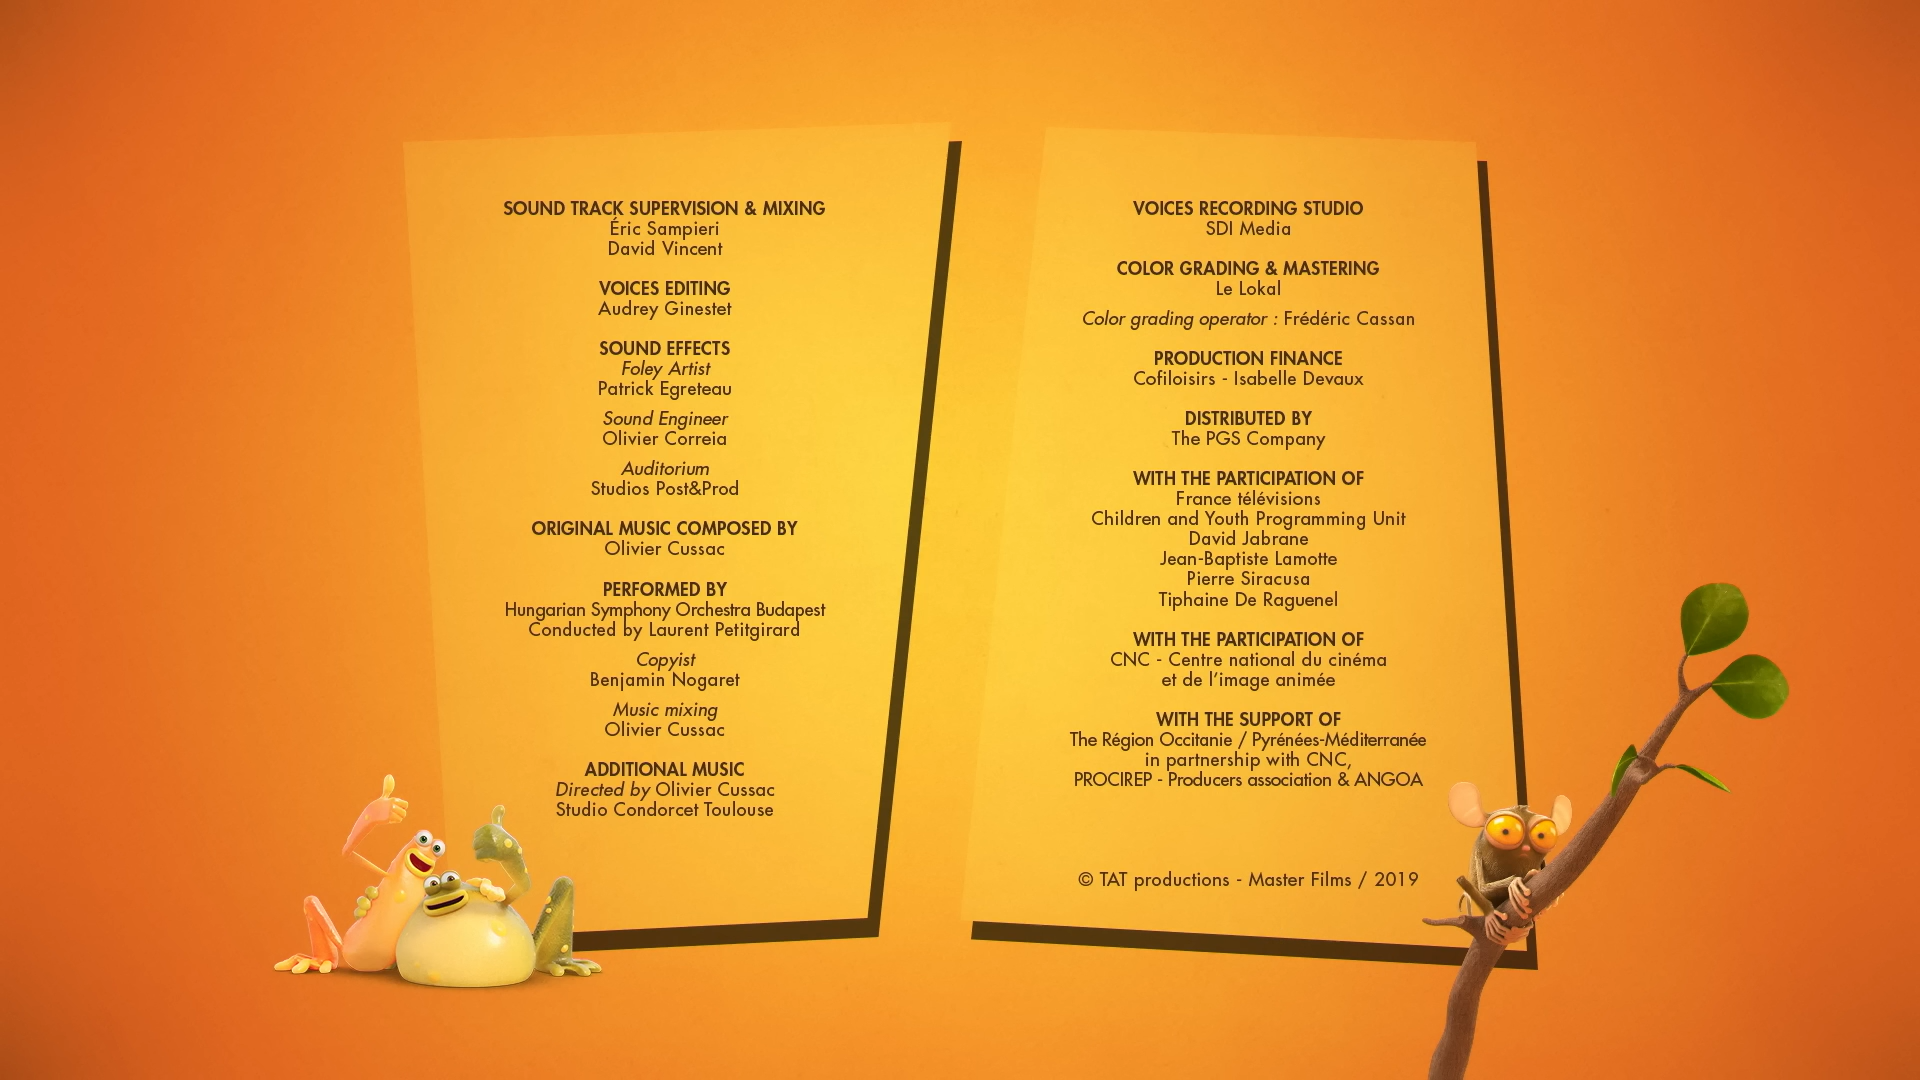 SOUND TRACK SUPERVISION & MIXING
Éric Sampieri
David Vincent
VOICES EDITING
Audrey Ginestet
SOUND EFFECTS
Foley Artist
Patrick Egreteau
Sound Engineer
Olivier Correia
Auditorium
Studios Post&Prod
ORIGINAL MUSIC COMPOSED BY
Olivier Cussac
PERFORMED BY
Hungarian Symphony Orchestra Budapest
Conducted by Laurent Petitgirard
Copyist
Benjamin Nogaret
Music mixing
Olivier Cussac
ADDITIONAL MUSIC
Directed by Olivier Cussac
Studio Condorcet Toulouse
VOICES RECORDING STUDIO
SDI Media
COLOR GRADING & MASTERING
Le Lokal
Color grading operator : Frédéric Cassan
PRODUCTION FINANCE
Cofiloisirs - Isabelle Devaux
DISTRIBUTED BY
The PGS Company
WITH THE PARTICIPATION OF
France télévisions
Children and Youth Programming Unit
David Jabrane
Jean-Baptiste Lamotte
Pierre Siracusa
Tiphaine De Raguenel
WITH THE PARTICIPATION OF
CNC - Centre national du cinéma
et de l’image animée
WITH THE SUPPORT OF
The Région Occitanie / Pyrénées-Méditerranée
in partnership with CNC,
PROCIREP - Producers association & ANGOA
© TAT productions - Master Films / 2019